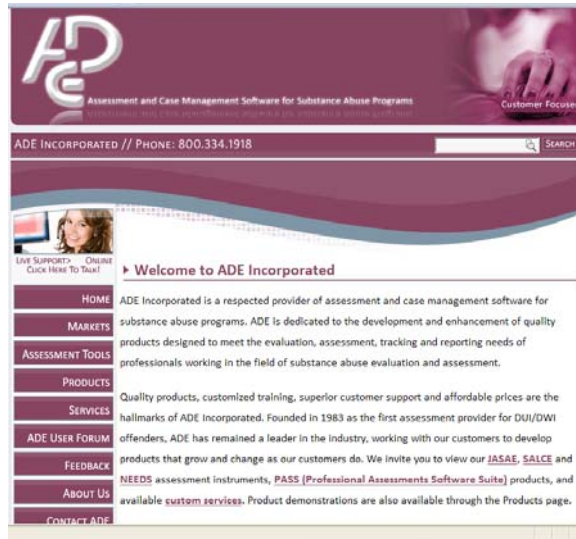 ADE
Assessment and Case Management Software for Substance Abuse Programs
Customer Focused
ADE INCORPORATED // PHONE: 800.334.1918
SEARCH
LIVE SUPPORT> ONLINE
CLICK HERE TO TALK!
Welcome to ADE Incorporated
HOME
MARKETS
ASSESSMENT TOOLS
PRODUCTS
SERVICES
ADE USER FORUM
FEEDBACK
ABOUT US
CONTACT ADE
ADE Incorporated is a respected provider of assessment and case management software for
substance abuse programs. ADE is dedicated to the development and enhancement of quality
products designed to meet the evaluation, assessment, tracking and reporting needs of
professionals working in the field of substance abuse evaluation and assessment.
Quality products, customized training, superior customer support and affordable prices are the
hallmarks of ADE Incorporated. Founded in 1983 as the first assessment provider for DUI/DWI
offenders, ADE has remained a leader in the industry, working with our customers to develop
products that grow and change as our customers do. We invite you to view our JASAE, SALCE and
NEEDS assessment instruments, PASS (Professional Assessments Software Suite) products, and
available custom services. Product demonstrations are also available through the Products page.